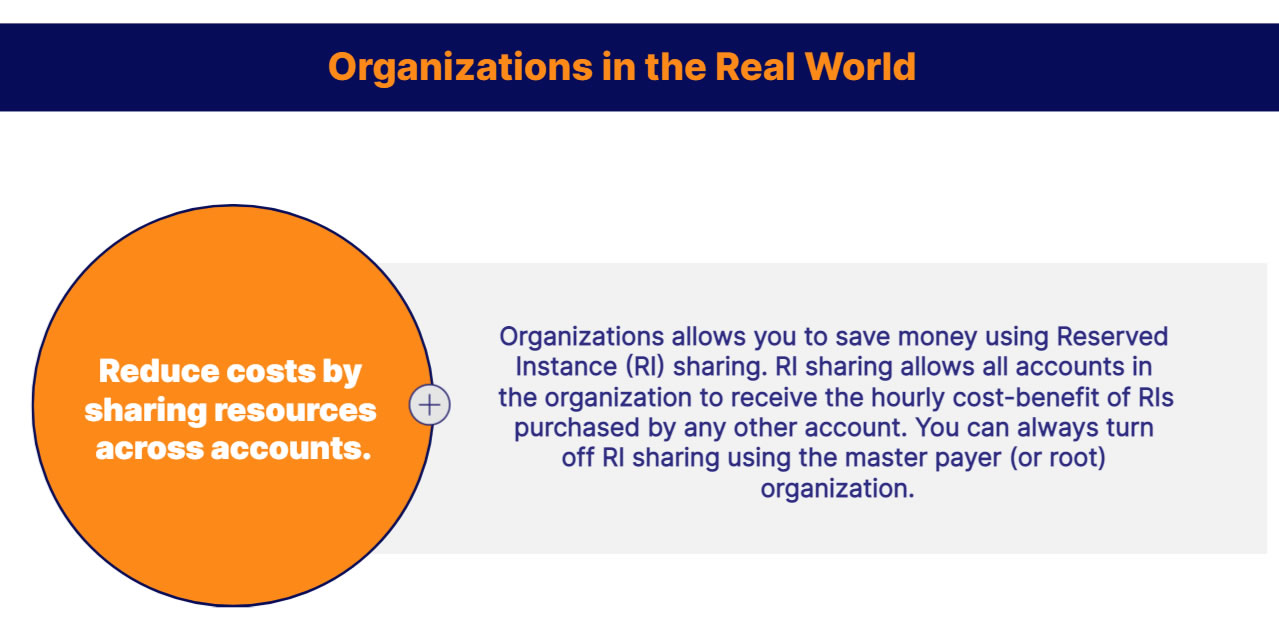 Organizations in the Real World
Reduce costs by
sharing resources
across accounts.
Organizations allows you to save money using Reserved
Instance (RI) sharing. RI sharing allows all accounts in
the organization to receive the hourly cost-benefit of RIs
purchased by any other account. You can always turn
off RI sharing using the master payer (or root)
organization.